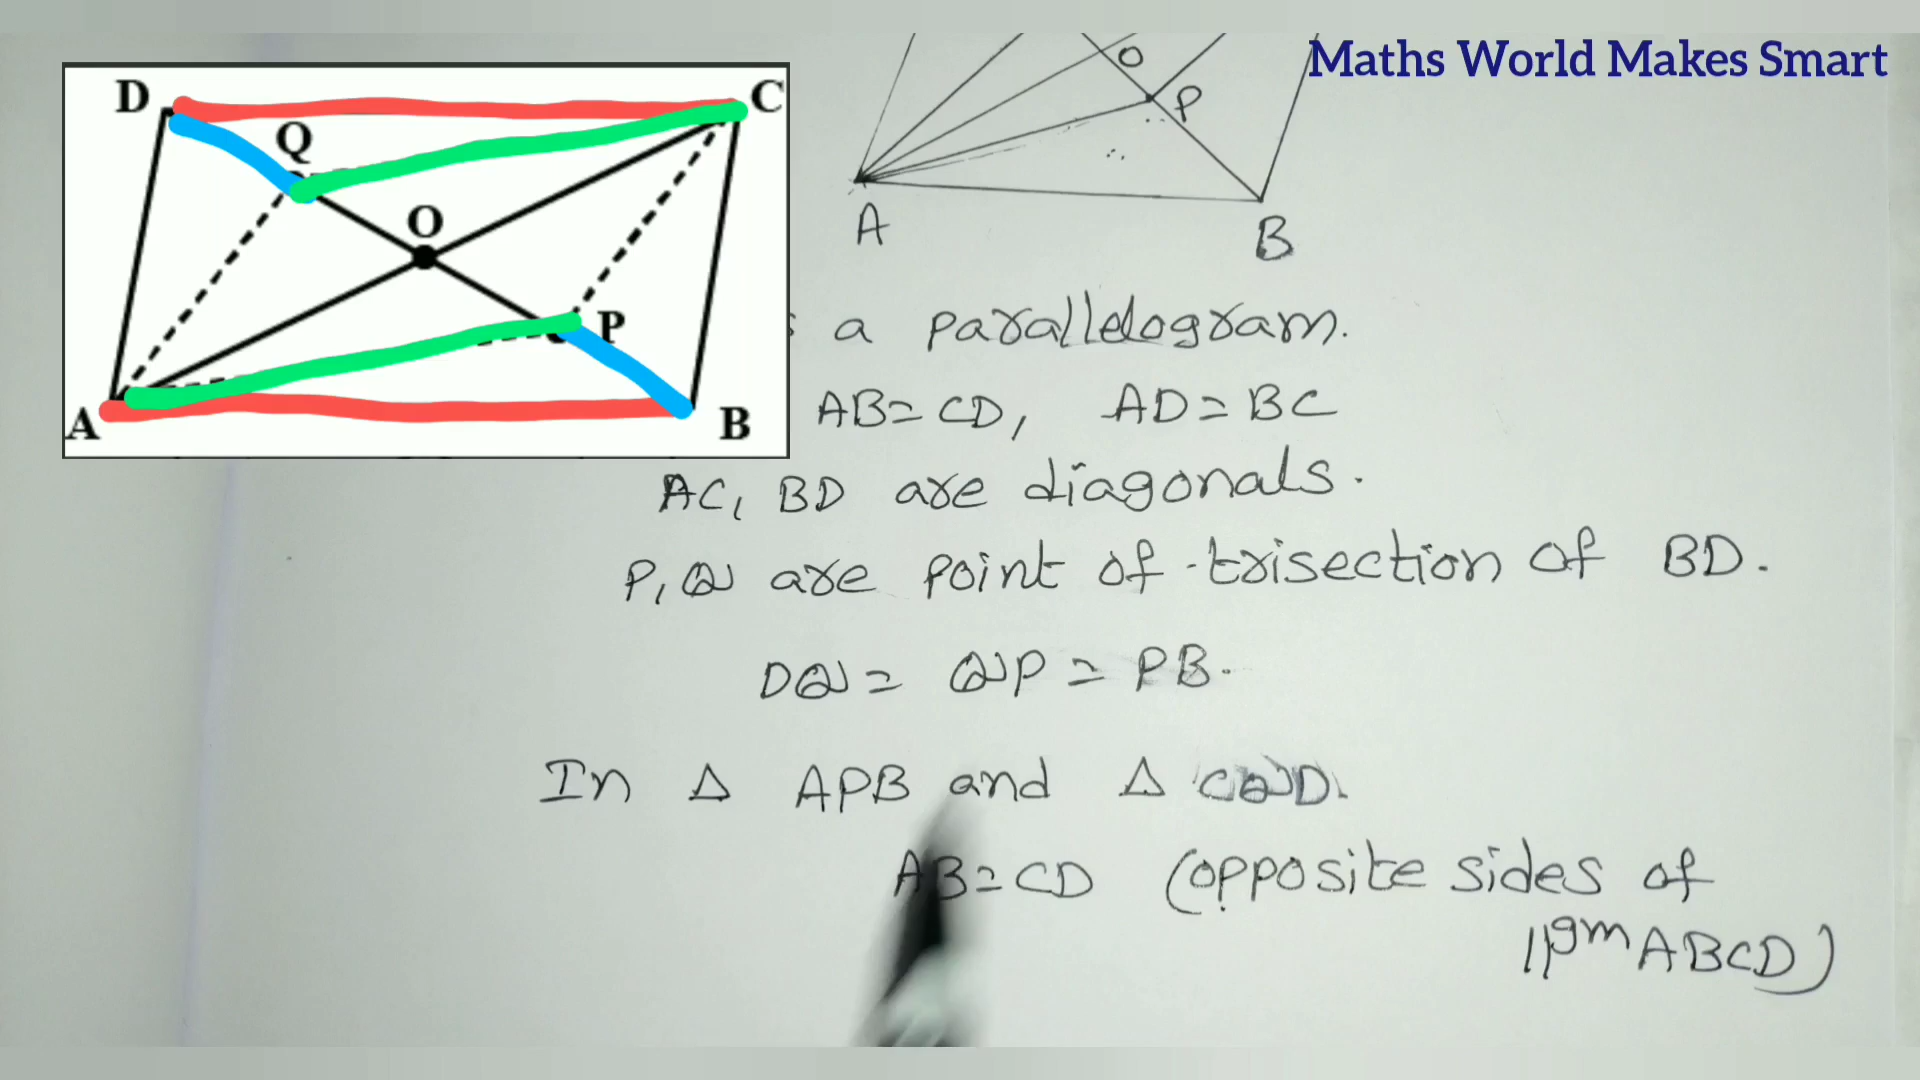 Maths World Makes Smart
D
C
Q
O
P
A
B
O
P
A
B
a parallelogram.
AB = CD, AD = BC
AC, BD are diagonals.
P, Q are point of trisection of BD.
DQ = QP = PB.
In Δ APB and Δ CQD.
AB = CD (opposite sides of
||gm ABCD)